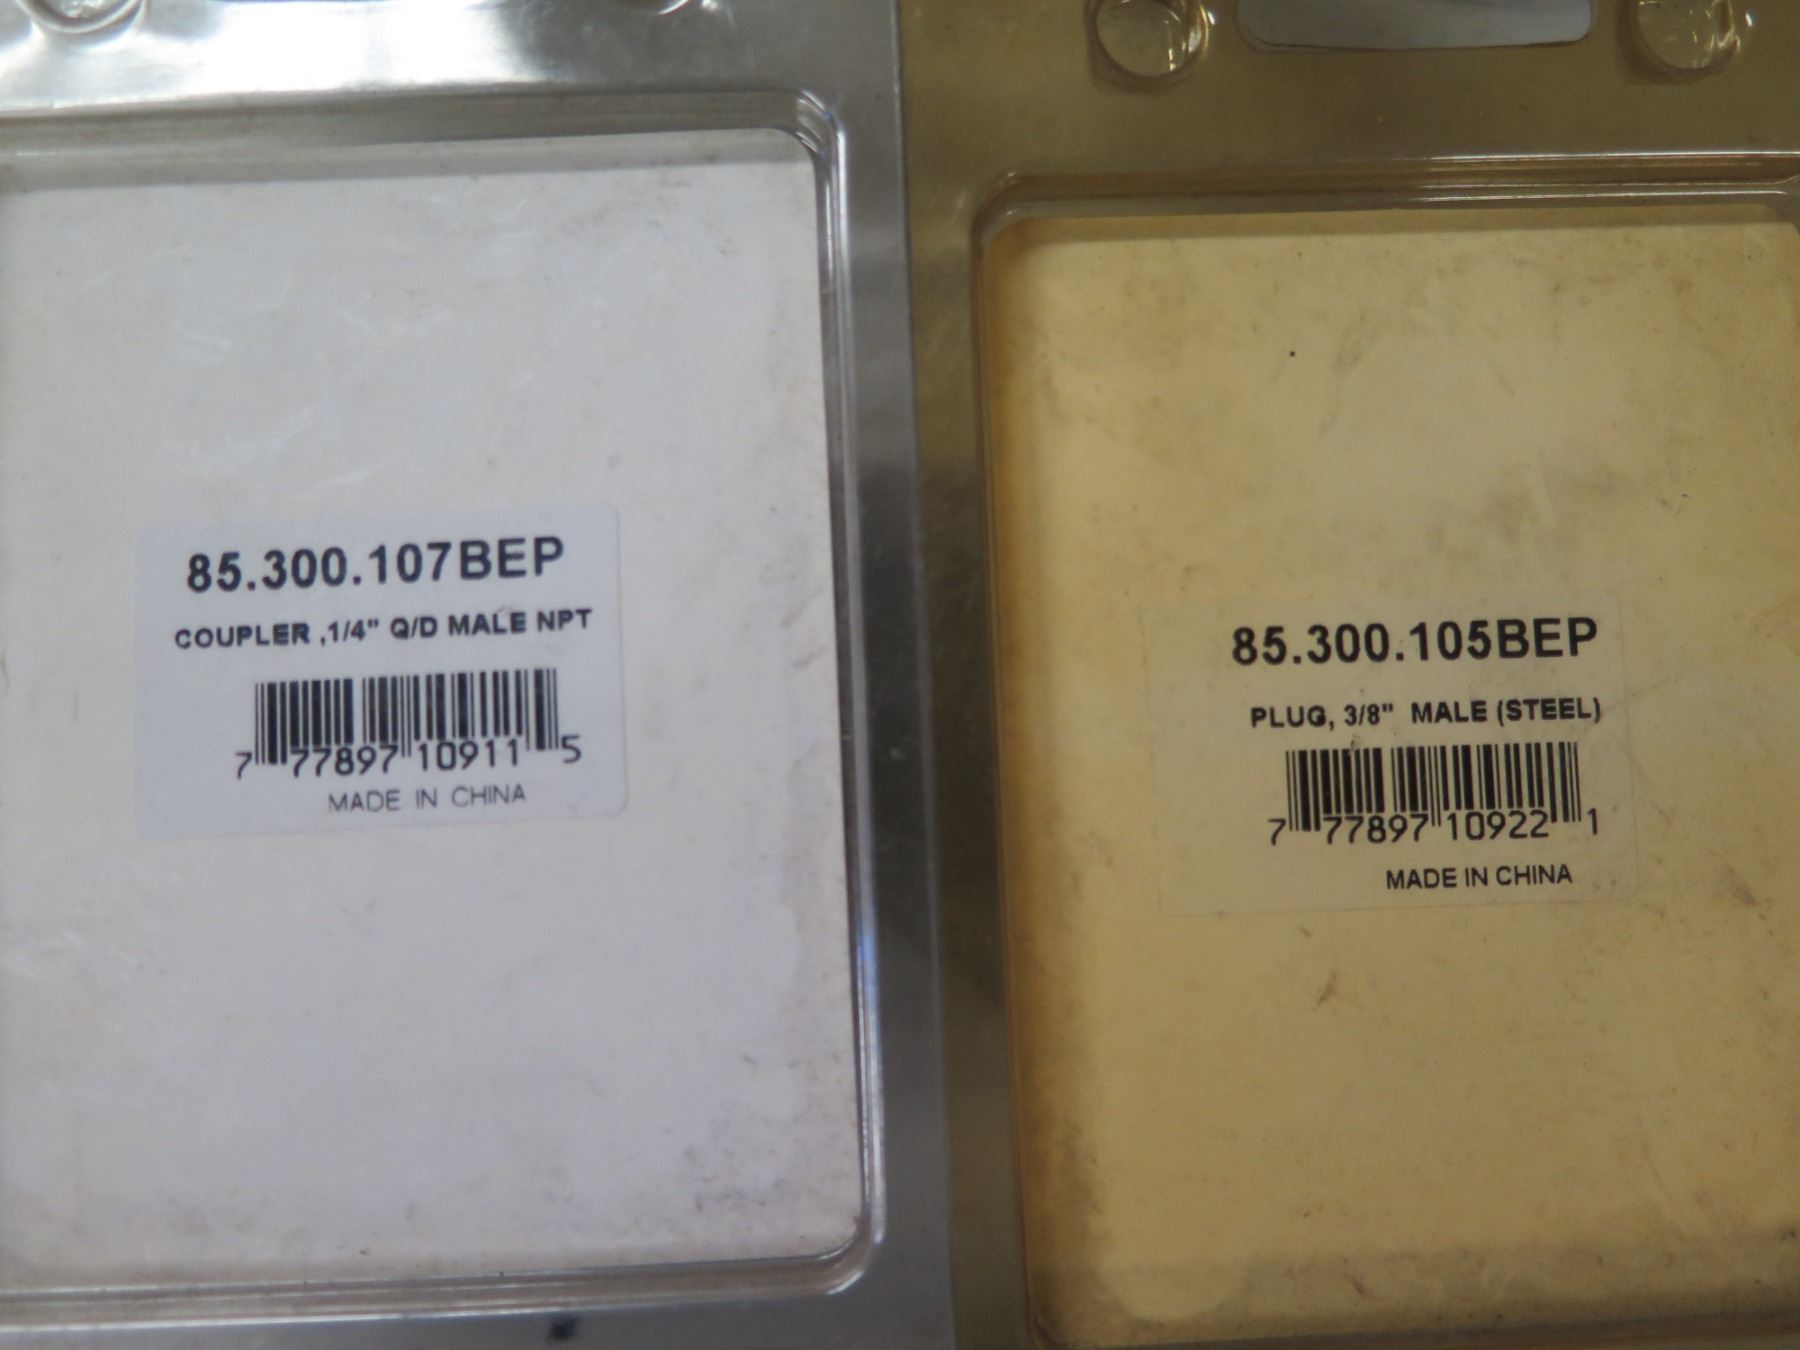 85.300.107BEP
COUPLER ,1/4" Q/D MALE NPT
7 77897 10911 5
MADE IN CHINA
85.300.105BEP
PLUG, 3/8" MALE (STEEL)
7 77897 10922 1
MADE IN CHINA